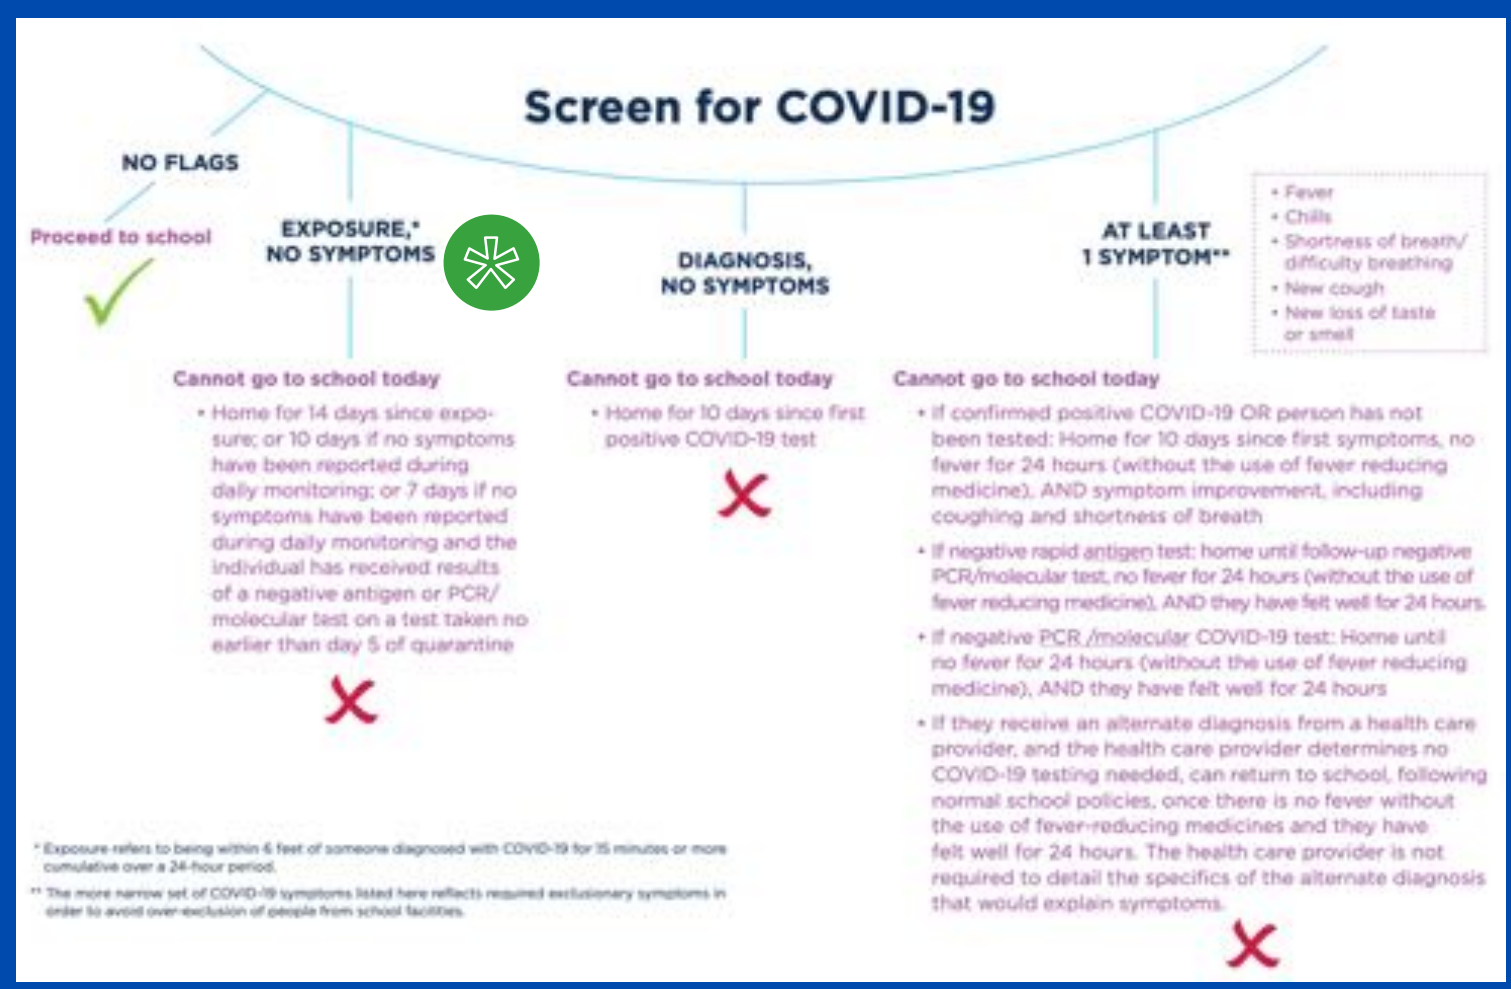 Screen for COVID-19
NO FLAGS
Proceed to school
EXPOSURE,*
NO SYMPTOMS
Cannot go to school today
• Home for 14 days since expo-
sure; or 10 days if no symptoms
have been reported during
daily monitoring; or 7 days if no
symptoms have been reported
during daily monitoring and the
individual has received results
of a negative antigen or PCR/
molecular test on a test taken no
earlier than day 5 of quarantine
DIAGNOSIS,
NO SYMPTOMS
Cannot go to school today
• Home for 10 days since first
positive COVID-19 test
AT LEAST
1 SYMPTOM**
• Fever
• Chills
• Shortness of breath/
difficulty breathing
• New cough
• New loss of taste
or smell
Cannot go to school today
• If confirmed positive COVID-19 OR person has not
been tested: Home for 10 days since first symptoms, no
fever for 24 hours (without the use of fever reducing
medicine), AND symptom improvement, including
coughing and shortness of breath
• If negative rapid antigen test: home until follow-up negative
PCR/molecular test, no fever for 24 hours (without the use of
fever reducing medicine), AND they have felt well for 24 hours.
• If negative PCR /molecular COVID-19 test: Home until
no fever for 24 hours (without the use of fever reducing
medicine), AND they have felt well for 24 hours
• If they receive an alternate diagnosis from a health care
provider, and the health care provider determines no
COVID-19 testing needed, can return to school, following
normal school policies, once there is no fever without
the use of fever-reducing medicines and they have
felt well for 24 hours. The health care provider is not
required to detail the specifics of the alternate diagnosis
that would explain symptoms.
* Exposure refers to being within 6 feet of someone diagnosed with COVID-19 for 15 minutes or more
cumulative over a 24-hour period.
** The more narrow set of COVID-19 symptoms listed here reflects required exclusionary symptoms in
order to avoid over-exclusion of people from school facilities.